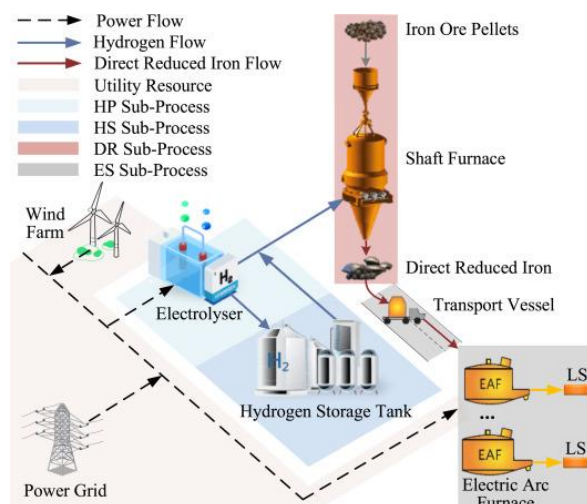 Power Flow
Hydrogen Flow
Direct Reduced Iron Flow
Utility Resource
HP Sub-Process
HS Sub-Process
DR Sub-Process
ES Sub-Process
Iron Ore Pellets
Shaft Furnace
Wind
Farm
H2
Electrolyser
Direct Reduced Iron
Transport Vessel
H2
Hydrogen Storage Tank
Power Grid
EAF
LS
...
EAF
LS
Electric Arc
Furnace